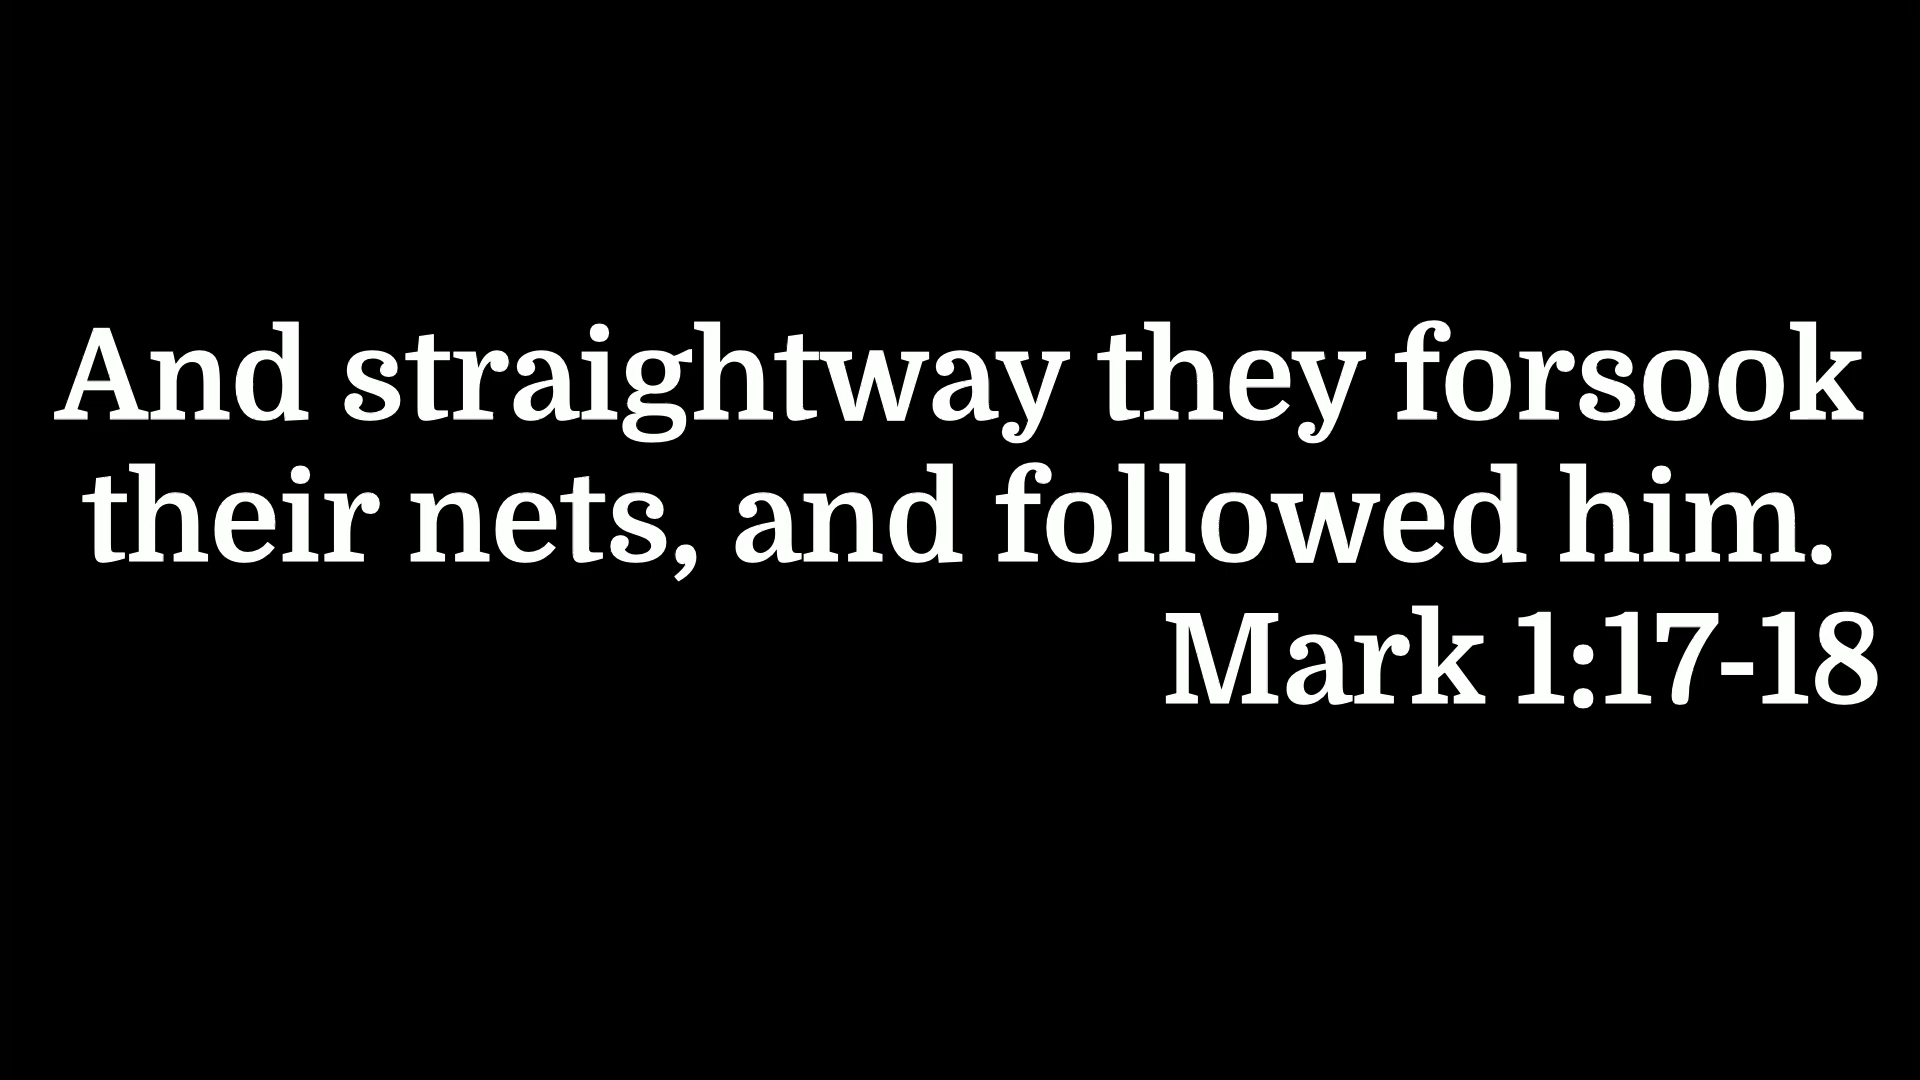 And straightway they forsook
their nets, and followed him.
Mark 1:17-18